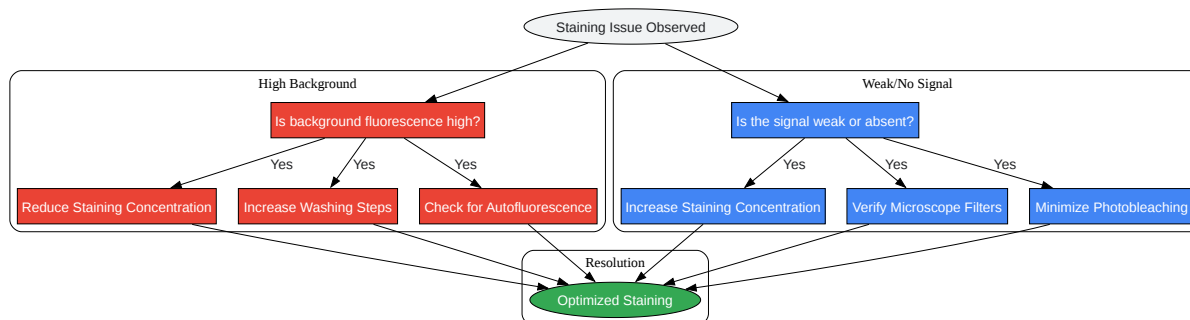 Staining Issue Observed
High Background
Weak/No Signal
Is background fluorescence high?
Is the signal weak or absent?
Yes
Yes
Yes
Yes
Yes
Yes
Reduce Staining Concentration
Increase Washing Steps
Check for Autofluorescence
Increase Staining Concentration
Verify Microscope Filters
Minimize Photobleaching
Resolution
Optimized Staining